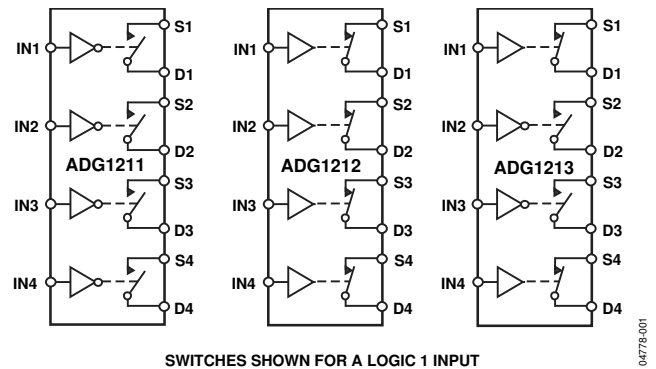 S1
IN1
D1
S2
IN2
D2
ADG1211
S3
IN3
D3
S4
IN4
D4
S1
IN1
D1
S2
IN2
D2
ADG1212
S3
IN3
D3
S4
IN4
D4
S1
IN1
D1
S2
IN2
D2
ADG1213
S3
IN3
D3
S4
IN4
D4
SWITCHES SHOWN FOR A LOGIC 1 INPUT
04778-001